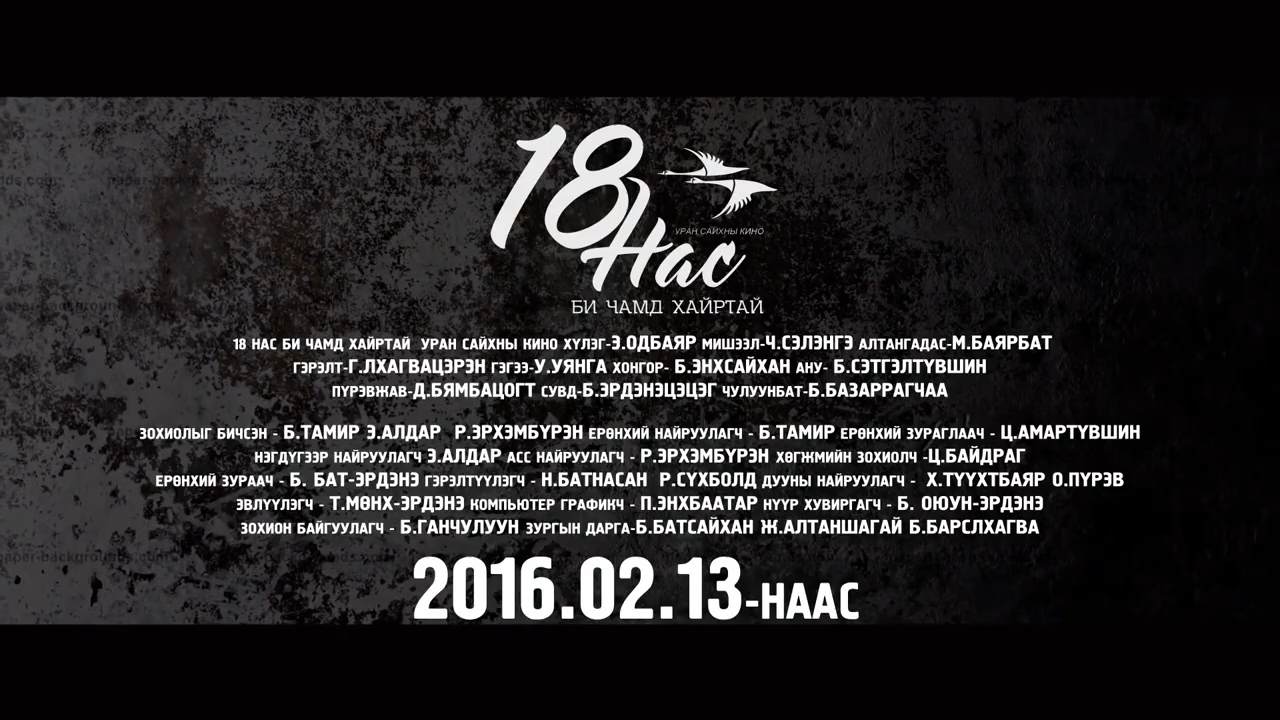 18
Нас
УРАН САЙХНЫ КИНО
БИ ЧАМД ХАЙРТАЙ
18 НАС БИ ЧАМД ХАЙРТАЙ УРАН САЙХНЫ КИНО ХҮЛЭГ-Э.ОДБАЯР МИШЭЭЛ-Ч.СЭЛЭНГЭ АЛТАНГАДАС-М.БАЯРБАТ
ГЭРЭЛТ-Г.ЛХАГВАЦЭРЭН ГЭГЭЭ-У.УЯНГА ХОНГОР- Б.ЭНХСАЙХАН АНУ- Б.СЭТГЭЛТҮВШИН
ПҮРЭВЖАВ-Д.БЯМБАЦОГТ СУВД-Б.ЭРДЭНЭЦЭЦЭГ ЧУЛУУНБАТ-Б.БАЗАРРАГЧАА
ЗОХИОЛЫГ БИЧСЭН - Б.ТАМИР Э.АЛДАР Р.ЭРХЭМБҮРЭН ЕРӨНХИЙ НАЙРУУЛАГЧ - Б.ТАМИР ЕРӨНХИЙ ЗУРАГЛААЧ - Ц.АМАРТҮВШИН
НЭГДҮГЭЭР НАЙРУУЛАГЧ Э.АЛДАР АСС НАЙРУУЛАГЧ - Р.ЭРХЭМБҮРЭН ХӨГЖМИЙН ЗОХИОЛЧ -Ц.БАЙДРАГ
ЕРӨНХИЙ ЗУРААЧ - Б. БАТ-ЭРДЭНЭ ГЭРЭЛТҮҮЛЭГЧ - Н.БАТНАСАН Р.СҮХБОЛД ДУУНЫ НАЙРУУЛАГЧ - Х.ТҮҮХТБАЯР О.ПҮРЭВ
ЭВЛҮҮЛЭГЧ - Т.МӨНХ-ЭРДЭНЭ КОМПЬЮТЕР ГРАФИКЧ - П.ЭНХБААТАР НҮҮР ХУВИРГАГЧ - Б. ОЮУН-ЭРДЭНЭ
ЗОХИОН БАЙГУУЛАГЧ - Б.ГАНЧУЛУУН ЗУРГЫН ДАРГА-Б.БАТСАЙХАН Ж.АЛТАНШАГАЙ Б.БАРСЛХАГВА
2016.02.13-НААС